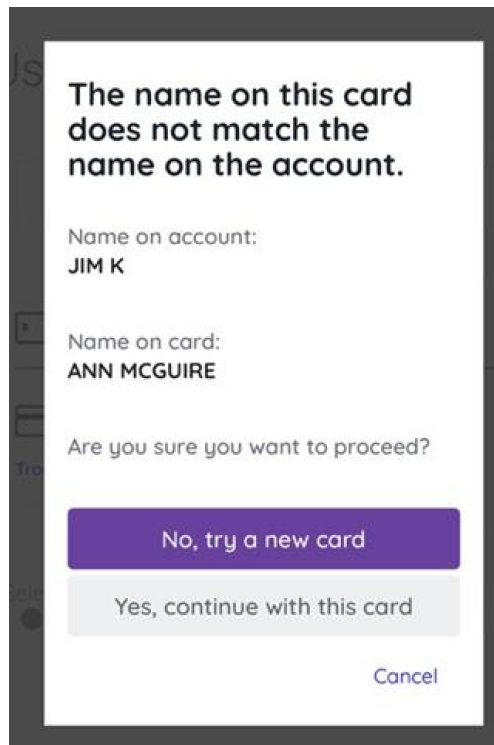 The name on this card
does not match the
name on the account.
Name on account:
JIM K
Name on card:
ANN MCGUIRE
Are you sure you want to proceed?
No, try a new card
Yes, continue with this card
Cancel